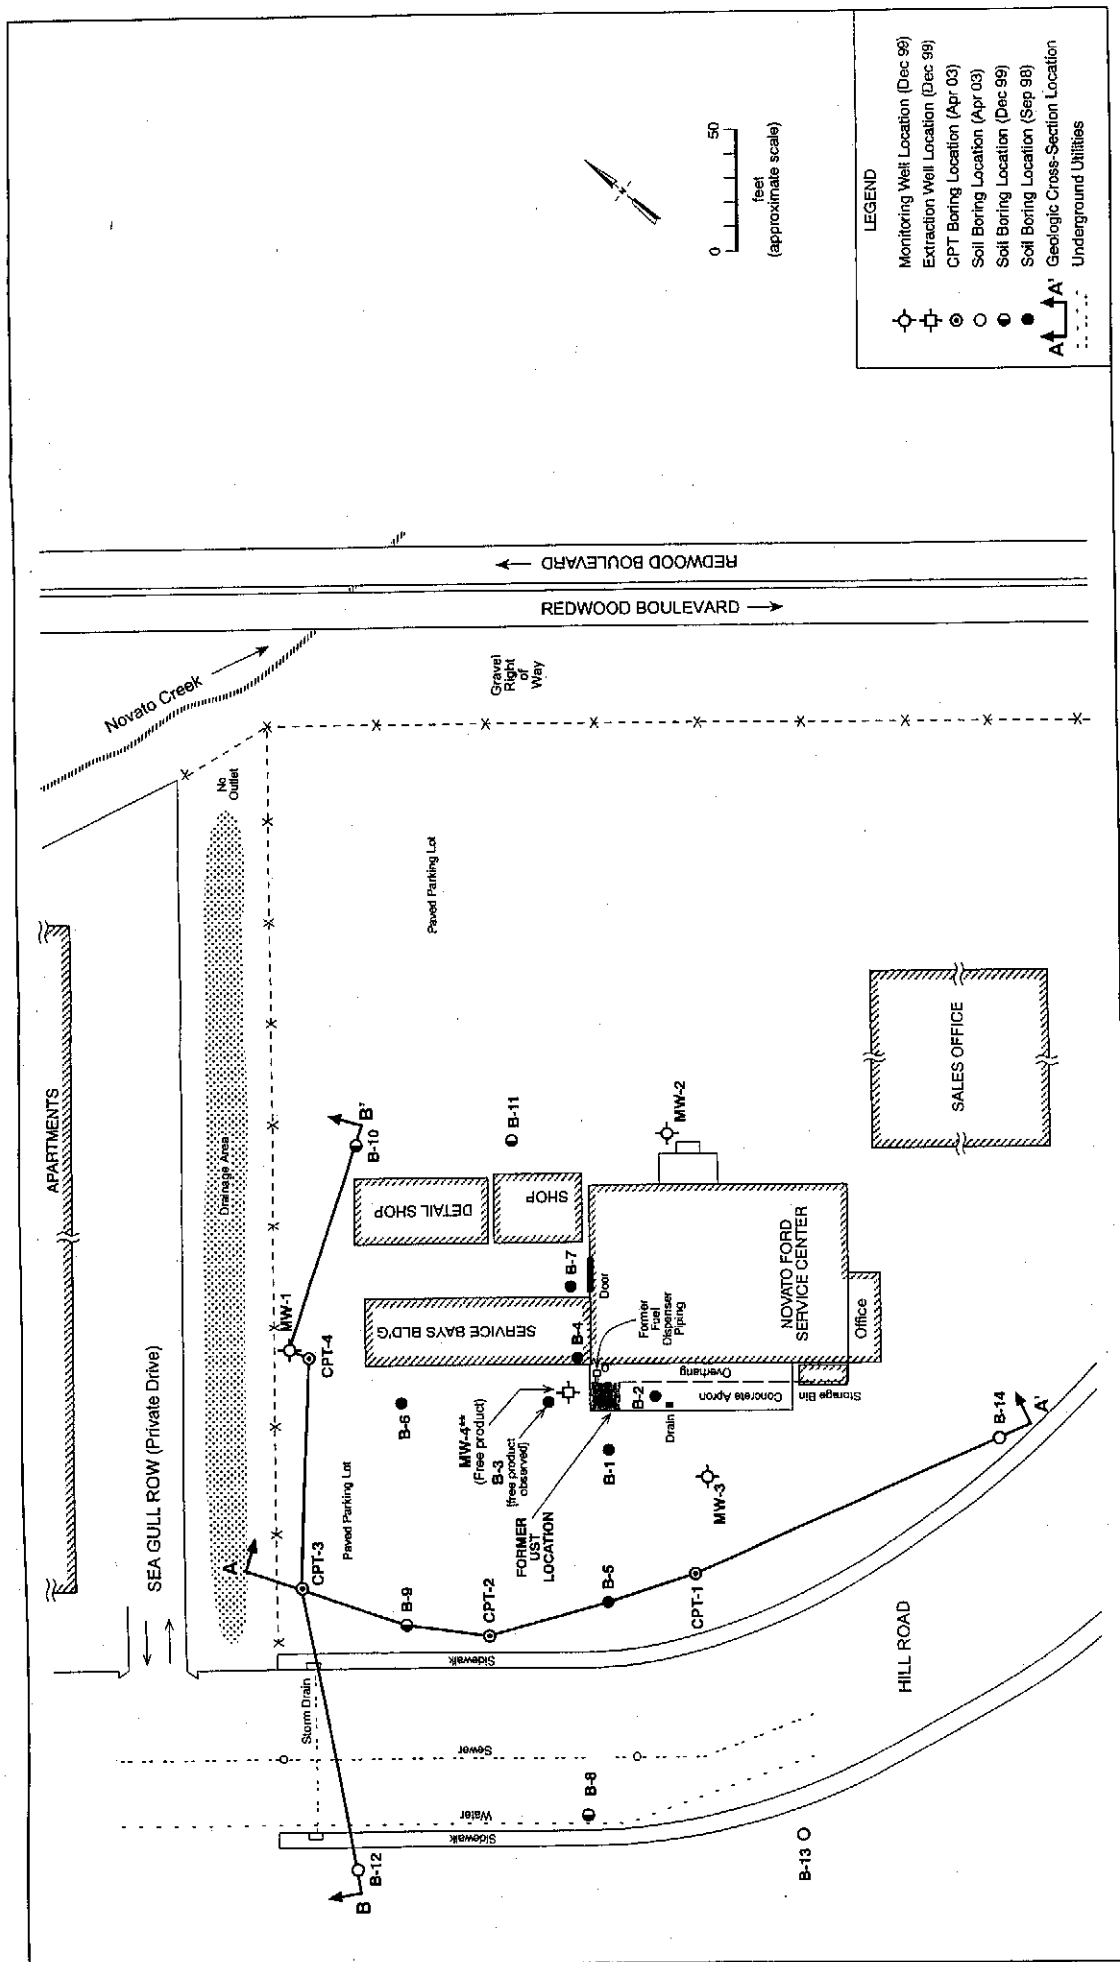 APARTMENTS
SEA GULL ROW (Private Drive)
Novato Creek
No
Outlet
Drainage Area
REDWOOD BOULEVARD
REDWOOD BOULEVARD
Gravel
Right
of
Way
Paved Parking Lot
Paved Parking Lot
A
CPT-3
MW-1
CPT-4
B'
B-10
B-11
DETAIL SHOP
SHOP
SERVICE BAYS BLD'G
B-7
B-4
Door
B-6
MW-4**
(Free product)
B-3
(free product
observed)
FORMER
UST
LOCATION
Former
Fuel
Dispenser
Piping
B-1
B-2
Drain
Overhang
Concrete Apron
Storage Bin
Office
NOVATO FORD
SERVICE CENTER
MW-2
MW-3
SALES OFFICE
B-9
CPT-2
B-5
CPT-1
B-14
A'
Sidewalk
Storm Drain
Sewer
Water
Sidewalk
B
B-12
B-8
B-13
HILL ROAD
0
50
feet
(approximate scale)
LEGEND
Monitoring Well Location (Dec 99)
Extraction Well Location (Dec 99)
CPT Boring Location (Apr 03)
Soil Boring Location (Apr 03)
Soil Boring Location (Dec 99)
Soil Boring Location (Sep 98)
A A' Geologic Cross-Section Location
Underground Utilities